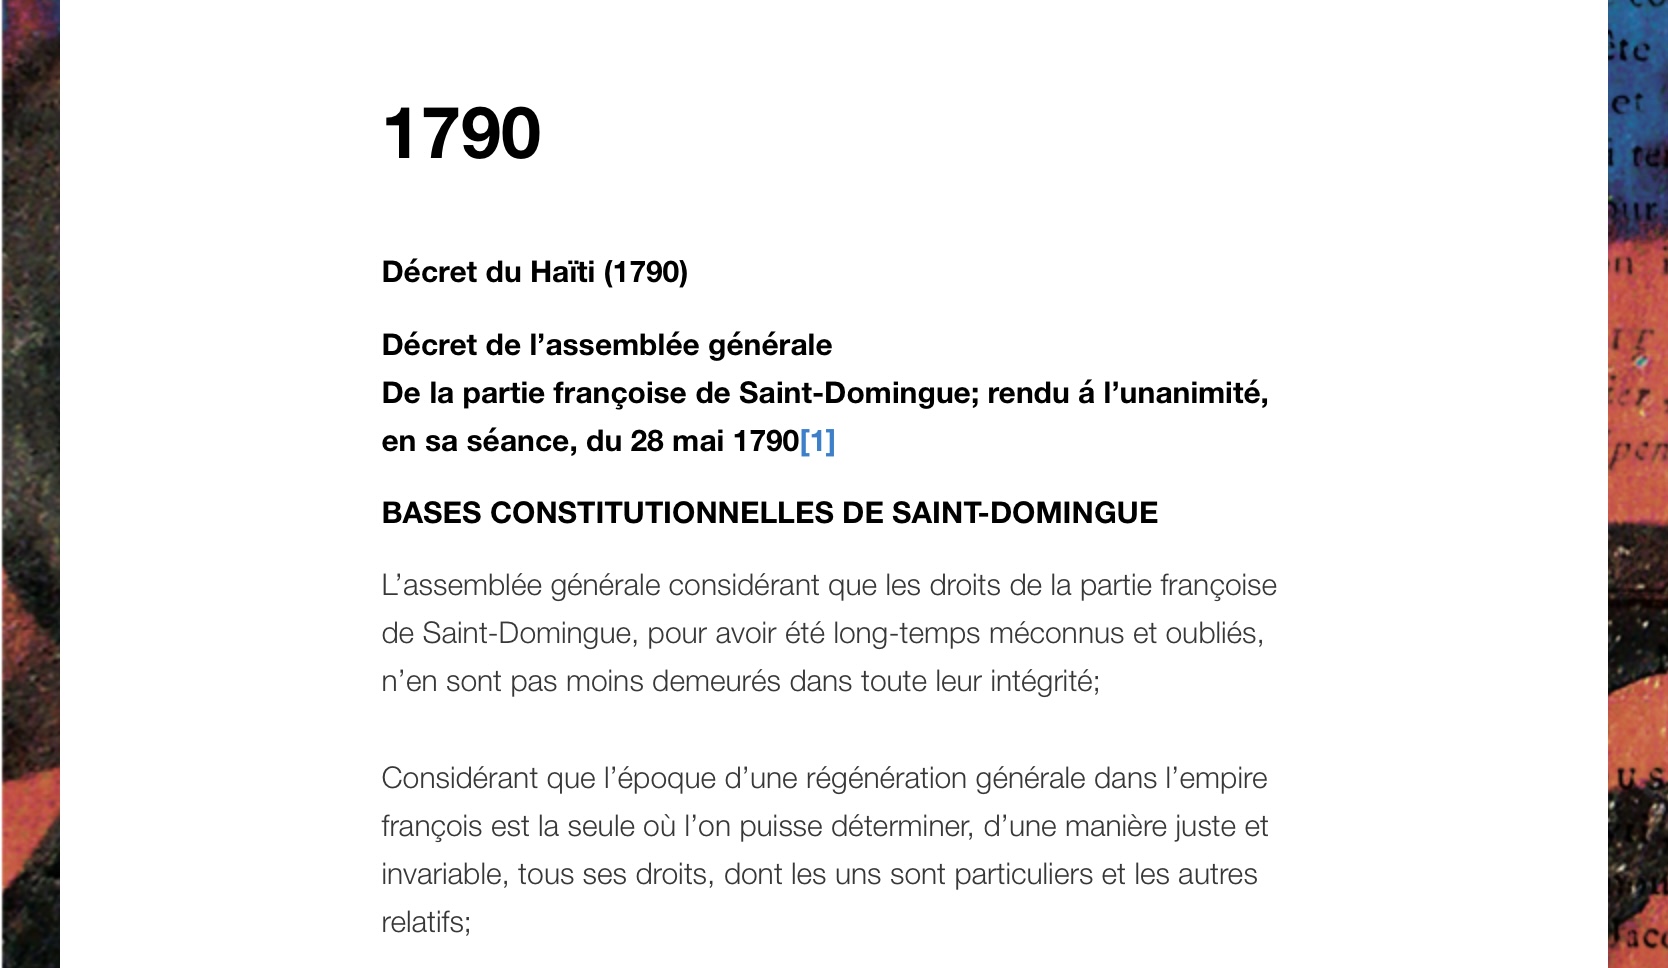 1790
Décret du Haïti (1790)
Décret de l’assemblée générale
De la partie françoise de Saint-Domingue; rendu á l’unanimité,
en sa séance, du 28 mai 1790[1]
BASES CONSTITUTIONNELLES DE SAINT-DOMINGUE
L’assemblée générale considérant que les droits de la partie françoise
de Saint-Domingue, pour avoir été long-temps méconnus et oubliés,
n’en sont pas moins demeurés dans toute leur intégrité;
Considérant que l’époque d’une régénération générale dans l’empire
françois est la seule où l’on puisse déterminer, d’une manière juste et
invariable, tous ses droits, dont les uns sont particuliers et les autres
relatifs;